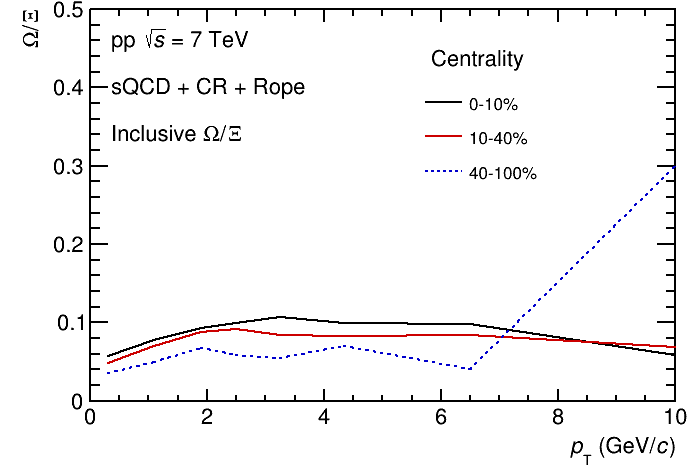 Ω/Ξ
0.5
0.4
0.3
0.2
0.1
0
pp √s = 7 TeV
sQCD + CR + Rope
Inclusive Ω/Ξ
Centrality
0-10%
10-40%
40-100%
0 2 4 6 8 10
p_T (GeV/c)